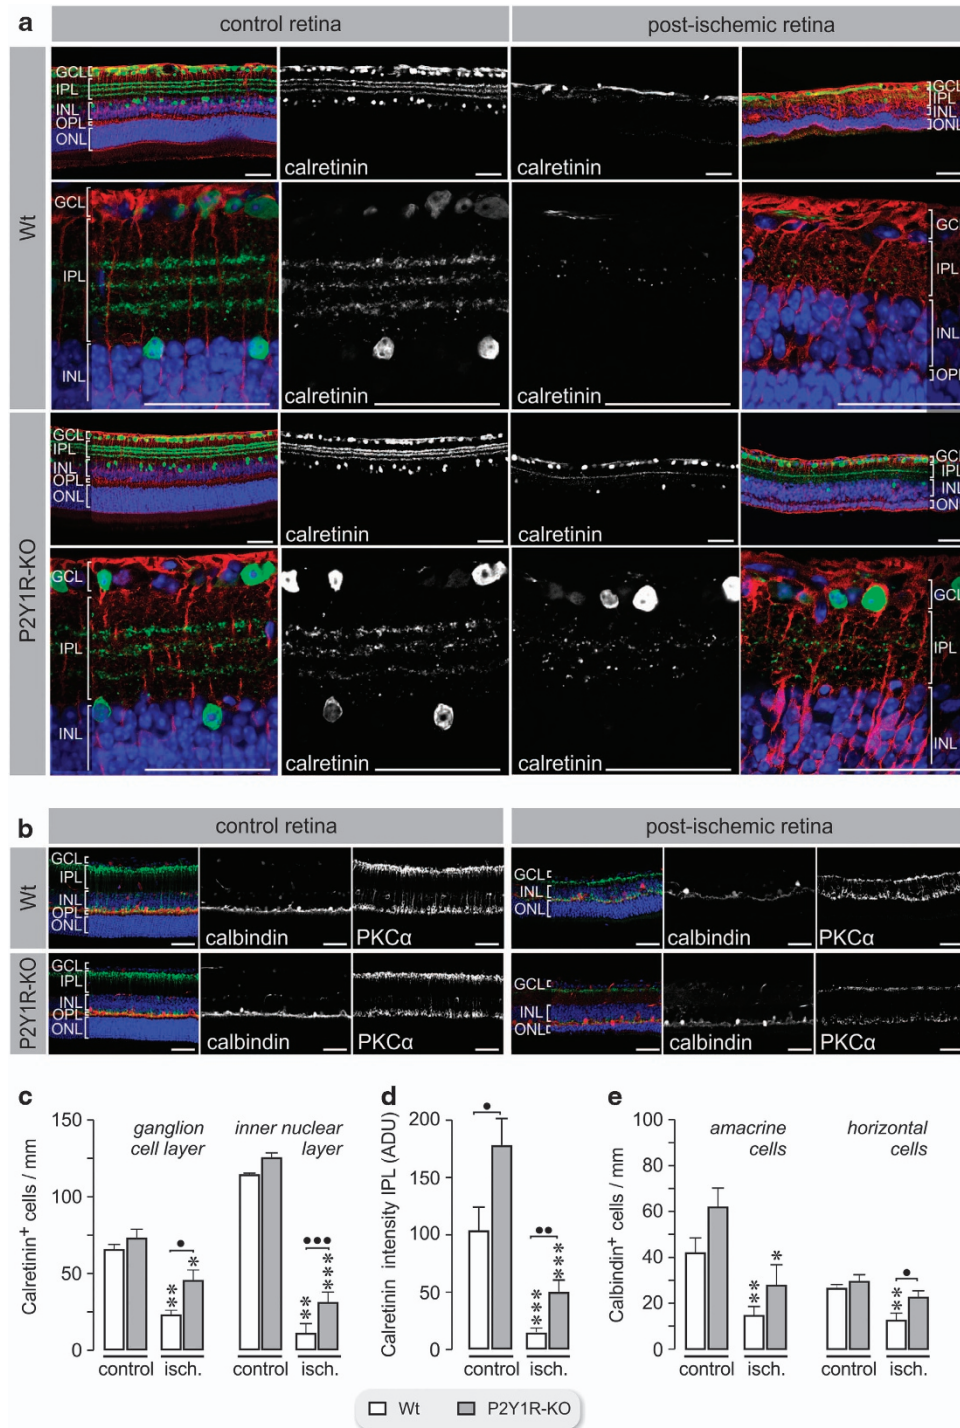 a
control retina
post-ischemic retina
Wt
GCL
IPL
INL
OPL
ONL
calretinin
calretinin
GCL
IPL
INL
ONL
GCL
IPL
INL
calretinin
calretinin
GCL
IPL
INL
OPL
P2Y1R-KO
GCL
IPL
INL
OPL
ONL
calretinin
calretinin
GCL
IPL
INL
ONL
GCL
IPL
INL
calretinin
calretinin
GCL
IPL
INL
b
control retina
post-ischemic retina
Wt
GCL
IPL
INL
OPL
ONL
calbindin
PKCα
GCL
INL
ONL
calbindin
PKCα
P2Y1R-KO
GCL
IPL
INL
OPL
ONL
calbindin
PKCα
GCL
INL
ONL
calbindin
PKCα
c
Calretinin⁺ cells / mm
150
100
50
0
ganglion
cell layer
inner nuclear
layer
•
**
*
•••
**
***
control
isch.
control
isch.
d
Calretinin intensity IPL (ADU)
200
150
100
50
0
•
••
***
***
control
isch.
e
Calbindin⁺ cells / mm
100
80
60
40
20
0
amacrine
cells
horizontal
cells
**
*
•
**
control
isch.
control
isch.
Wt
P2Y1R-KO